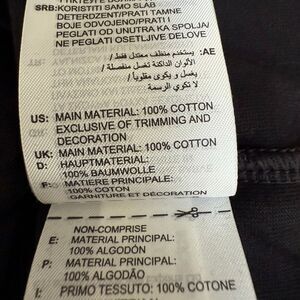 SRB: KORISTITI SAMO SLAB
DETERDZENT/PRATI TAMNE
BOJE ODVOJENO/PRATI I
PEGLATI OD UNUTRA KA SPOLJA/
NE PEGLATI OSETLJIVE DELOVE
AE: يستخدم منظف معتدل فقط /
الألوان الداكنة تغسل منفصلة /
يغسل و يكوى مقلوباً /
لا تكوي الرسمة
US: MAIN MATERIAL: 100% COTTON
EXCLUSIVE OF TRIMMING AND
DECORATION
UK: MAIN MATERIAL: 100% COTTON
D: HAUPTMATERIAL:
100% BAUMWOLLE
F: MATIERE PRINCIPALE:
100% COTON
GARNITURE ET DÉCORATION
NON-COMPRISE
E: MATERIAL PRINCIPAL:
100% ALGODÓN
P: MATERIAL PRINCIPAL:
100% ALGODÃO
I: PRIMO TESSUTO: 100% COTONE